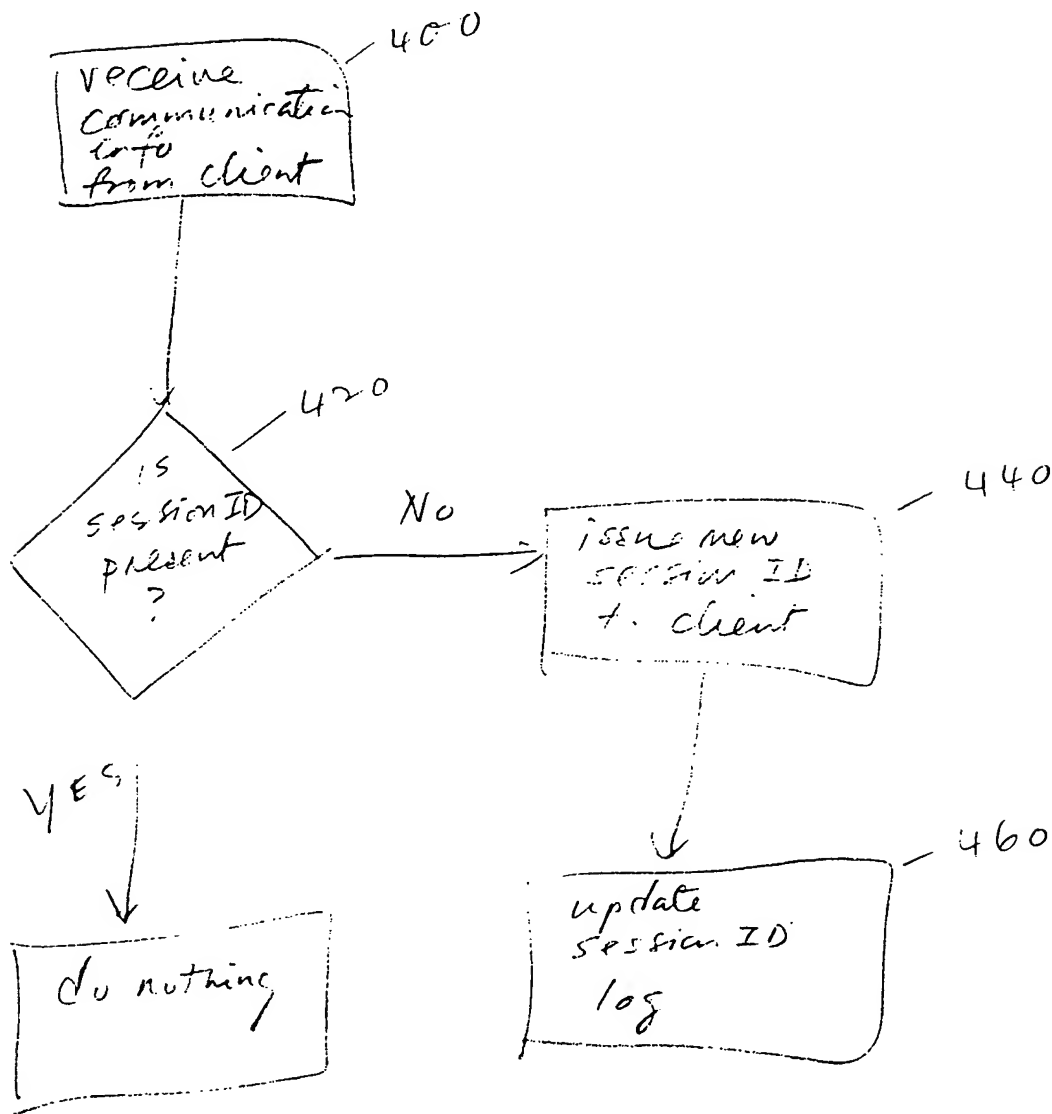 400
receive
communication
info
from client
420
is
session ID
present
?
No
440
issue new
session ID
to client
YES
460
do nothing
update
session ID
log